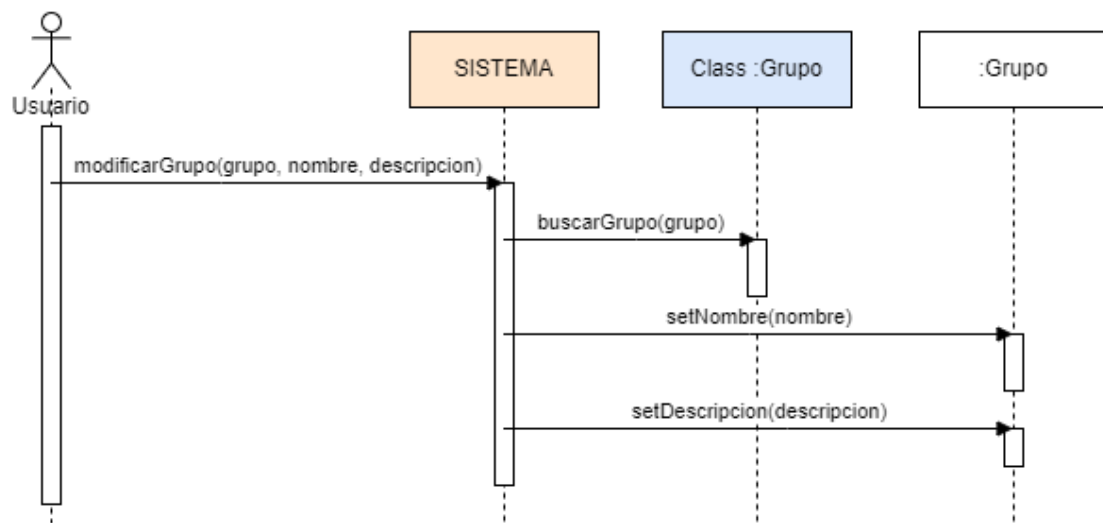 SISTEMA
Class :Grupo
:Grupo
Usuario
modificarGrupo(grupo, nombre, descripcion)
buscarGrupo(grupo)
setNombre(nombre)
setDescripcion(descripcion)